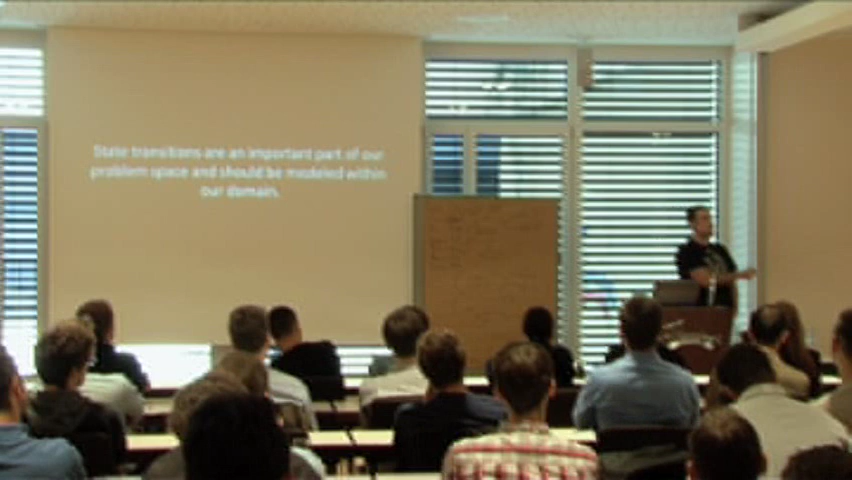 State transitions are an important part of our
problem space and should be modeled within
our domain.